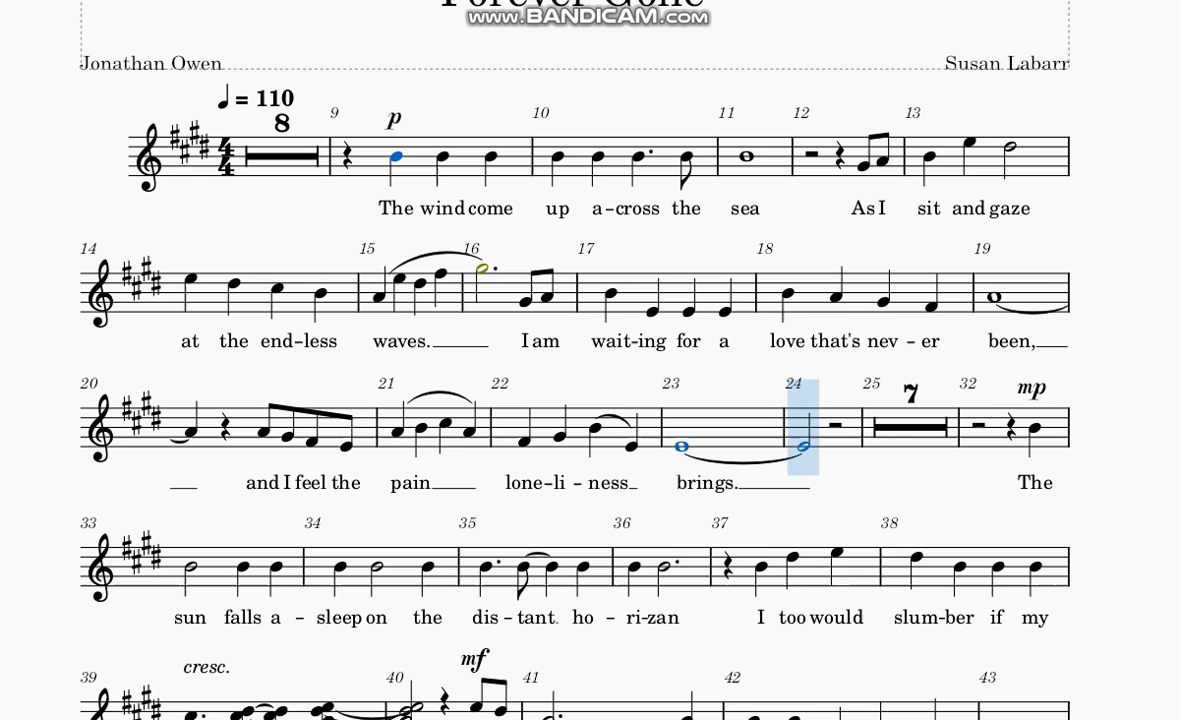 Forever Gone
www.BANDICAM.com
Jonathan Owen Susan Labarr
= 110
8 9 p 10 11 12 13
The wind come up a-cross the sea As I sit and gaze
14 15 16 17 18 19
at the end-less waves. I am wait-ing for a love that's nev-er been,
20 21 22 23 24 25 7 32 mp
and I feel the pain lone-li-ness brings. The
33 34 35 36 37 38
sun falls a-sleep on the dis-tant. ho-ri-zan I too would slum-ber if my
39 cresc. 40 mf 41 42 43